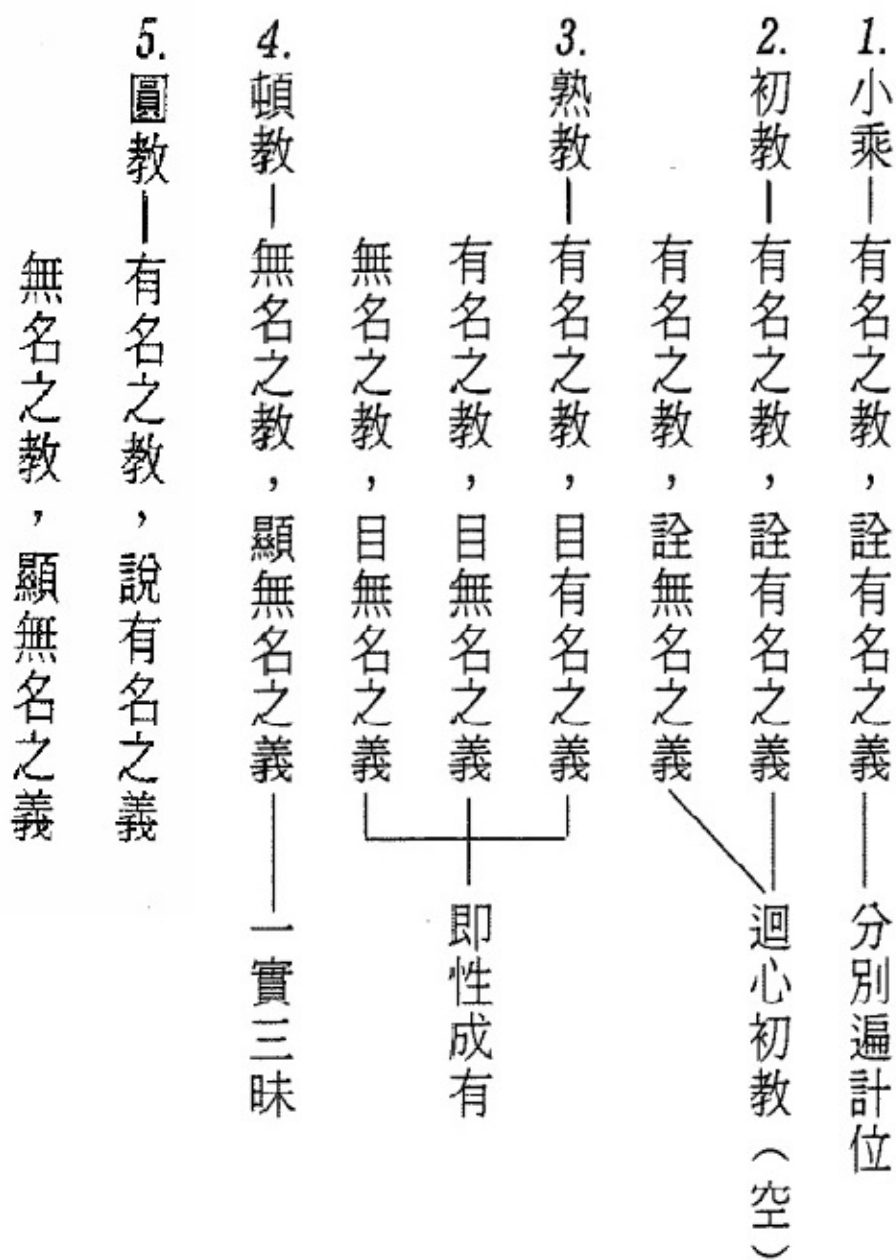 1.小乘—有名之教，詮有名之義——分別遍計位
2.初教—有名之教，詮有名之義——迴心初教（空）
有名之教，詮無名之義
3.熟教—有名之教，目有名之義
有名之教，目無名之義——即性成有
無名之教，目無名之義
4.頓教—無名之教，顯無名之義——一實三昧
5.圓教—有名之教，說有名之義
無名之教，顯無名之義